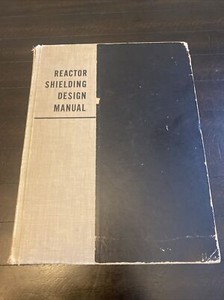 REACTOR
SHIELDING
DESIGN
MANUAL